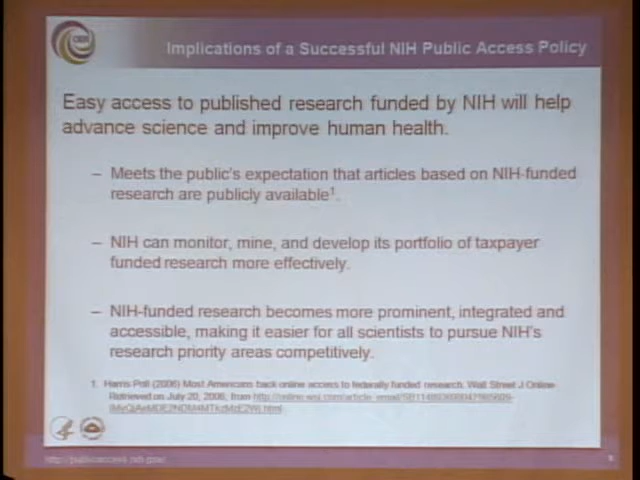 OER
Implications of a Successful NIH Public Access Policy
Easy access to published research funded by NIH will help
advance science and improve human health.
– Meets the public's expectation that articles based on NIH-funded
research are publicly available1.
– NIH can monitor, mine, and develop its portfolio of taxpayer
funded research more effectively.
– NIH-funded research becomes more prominent, integrated and
accessible, making it easier for all scientists to pursue NIH's
research priority areas competitively.
1. Harris Poll (2006) Most Americans back online access to federally funded research. Wall Street J Online
Retrieved on July 20, 2006, from
http://publicaccess.nih.gov/